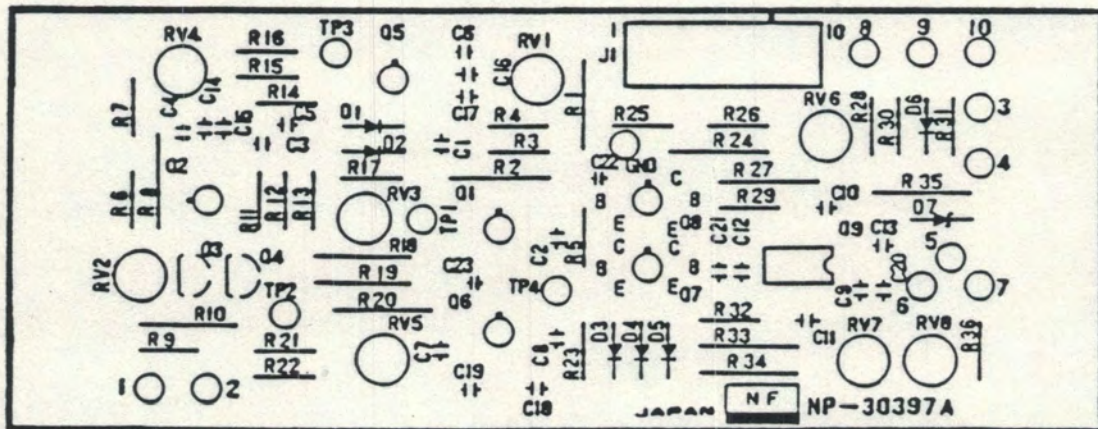 RV4 R16 TP3 Q5 C6 RV1 1 J1 10 8 9 10
R15 C16
R7 C4 C14 R14 RV6 R28 D6
C15 C5 D1 C17 R4 R1 R25 R26 R30 R31 3
Q2 C3 D2 C1 R3 R24
R17 R2 C22 GND R27 4
R6 R8 R11 R12 R13 RV3 TP1 Q1 B C B R29 C10 R35
E E Q8 C21 C12 Q9 C13 D7
R18 C2 R5 C C 5
RV2 Q3 Q4 R19 C23 B B
TP2 R20 Q6 TP4 E E Q7 C9 C20 6 7
R10 RV5 R32
R9 R21 C7 C8 R23 D3 D4 D5 R33 C11 RV7 RV8 R36
R22 C19 R34
1 2 C18 JAPAN NF NP-30397A